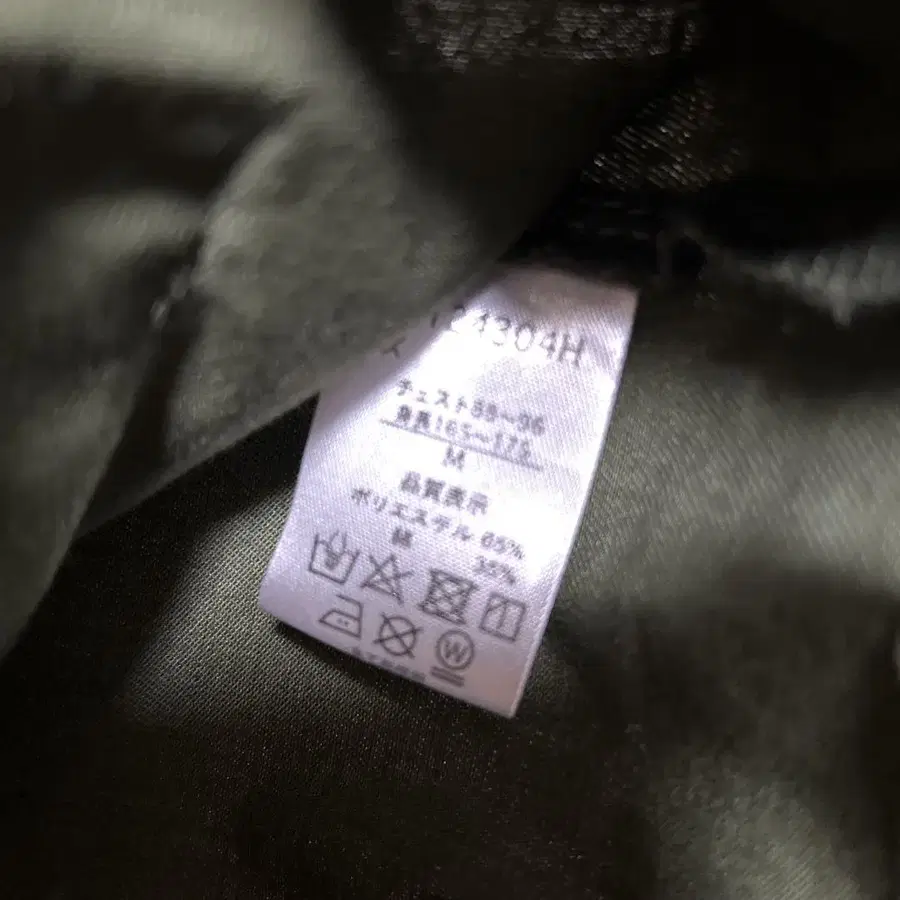 124304H
ズ
チェスト88～96
身長165～175
M
品質表示
ポリエステル 65%
35%
W